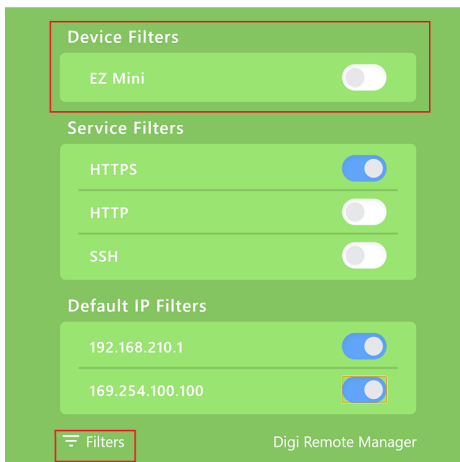 Device Filters
EZ Mini
Service Filters
HTTPS
HTTP
SSH
Default IP Filters
192.168.210.1
169.254.100.100
Filters Digi Remote Manager